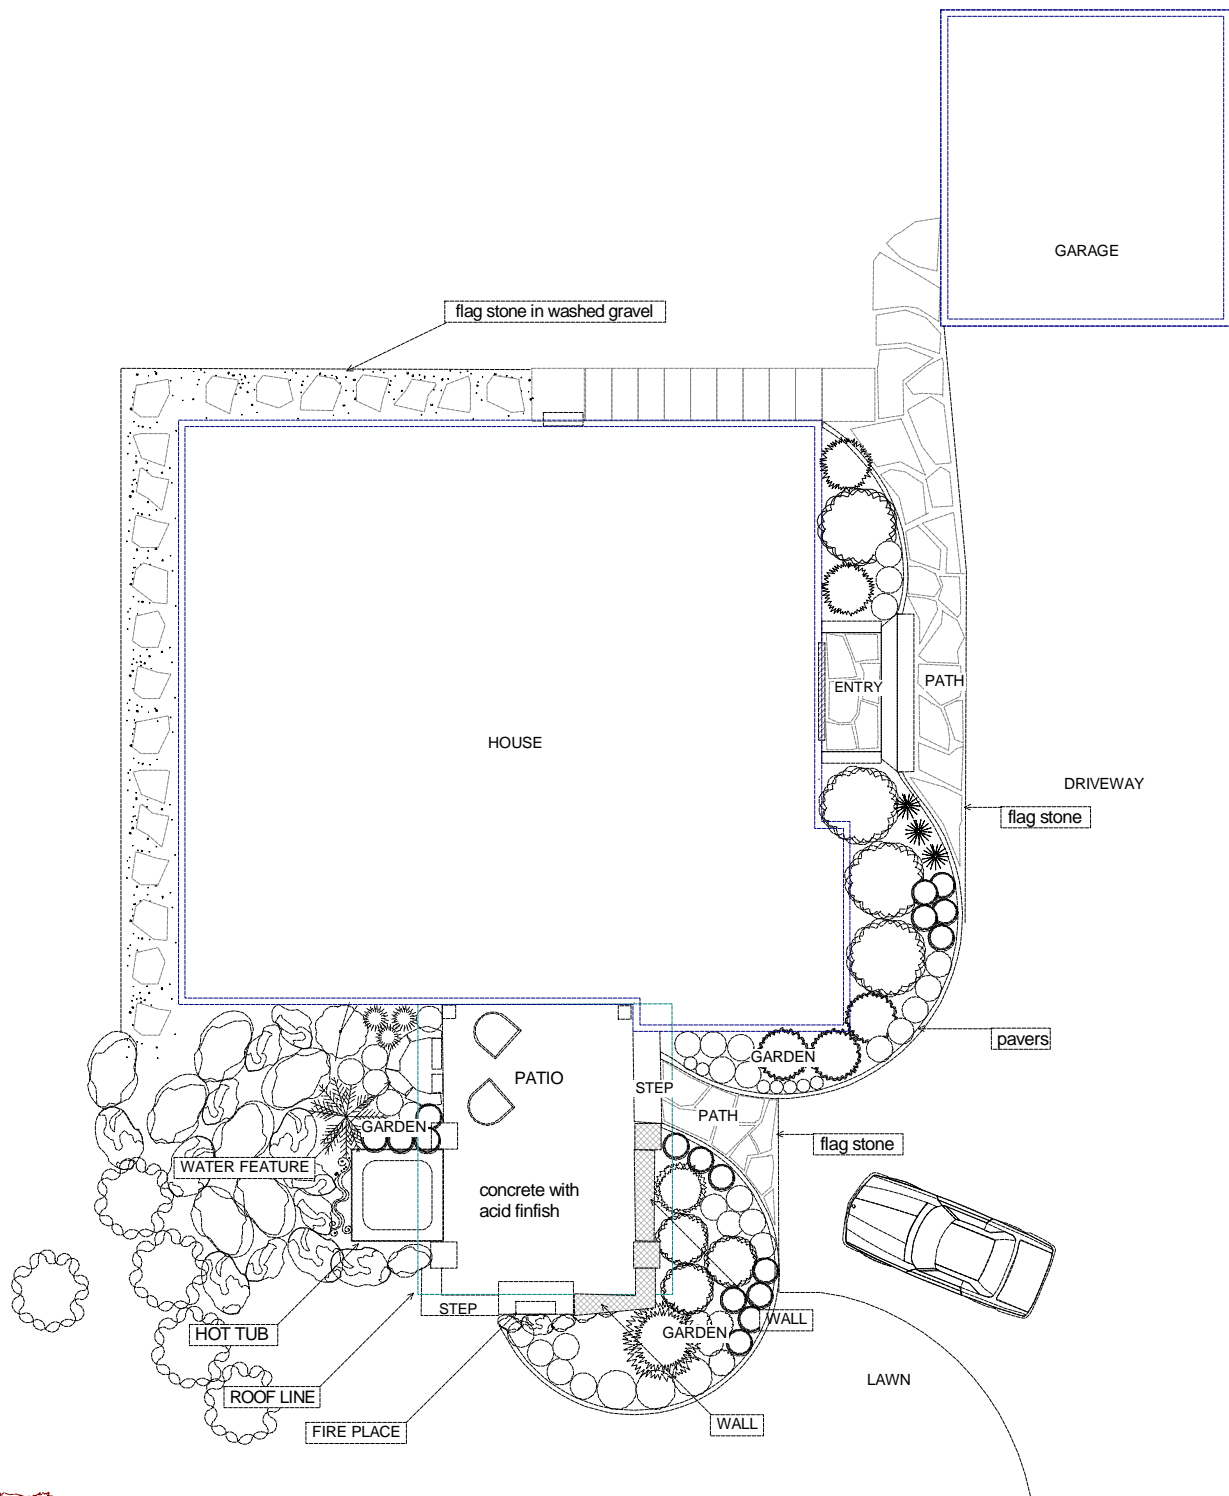 GARAGE
flag stone in washed gravel
ENTRY
PATH
HOUSE
DRIVEWAY
flag stone
pavers
GARDEN
PATIO
STEP
PATH
GARDEN
flag stone
WATER FEATURE
concrete with
acid finfish
STEP
WALL
GARDEN
HOT TUB
LAWN
ROOF LINE
WALL
FIRE PLACE